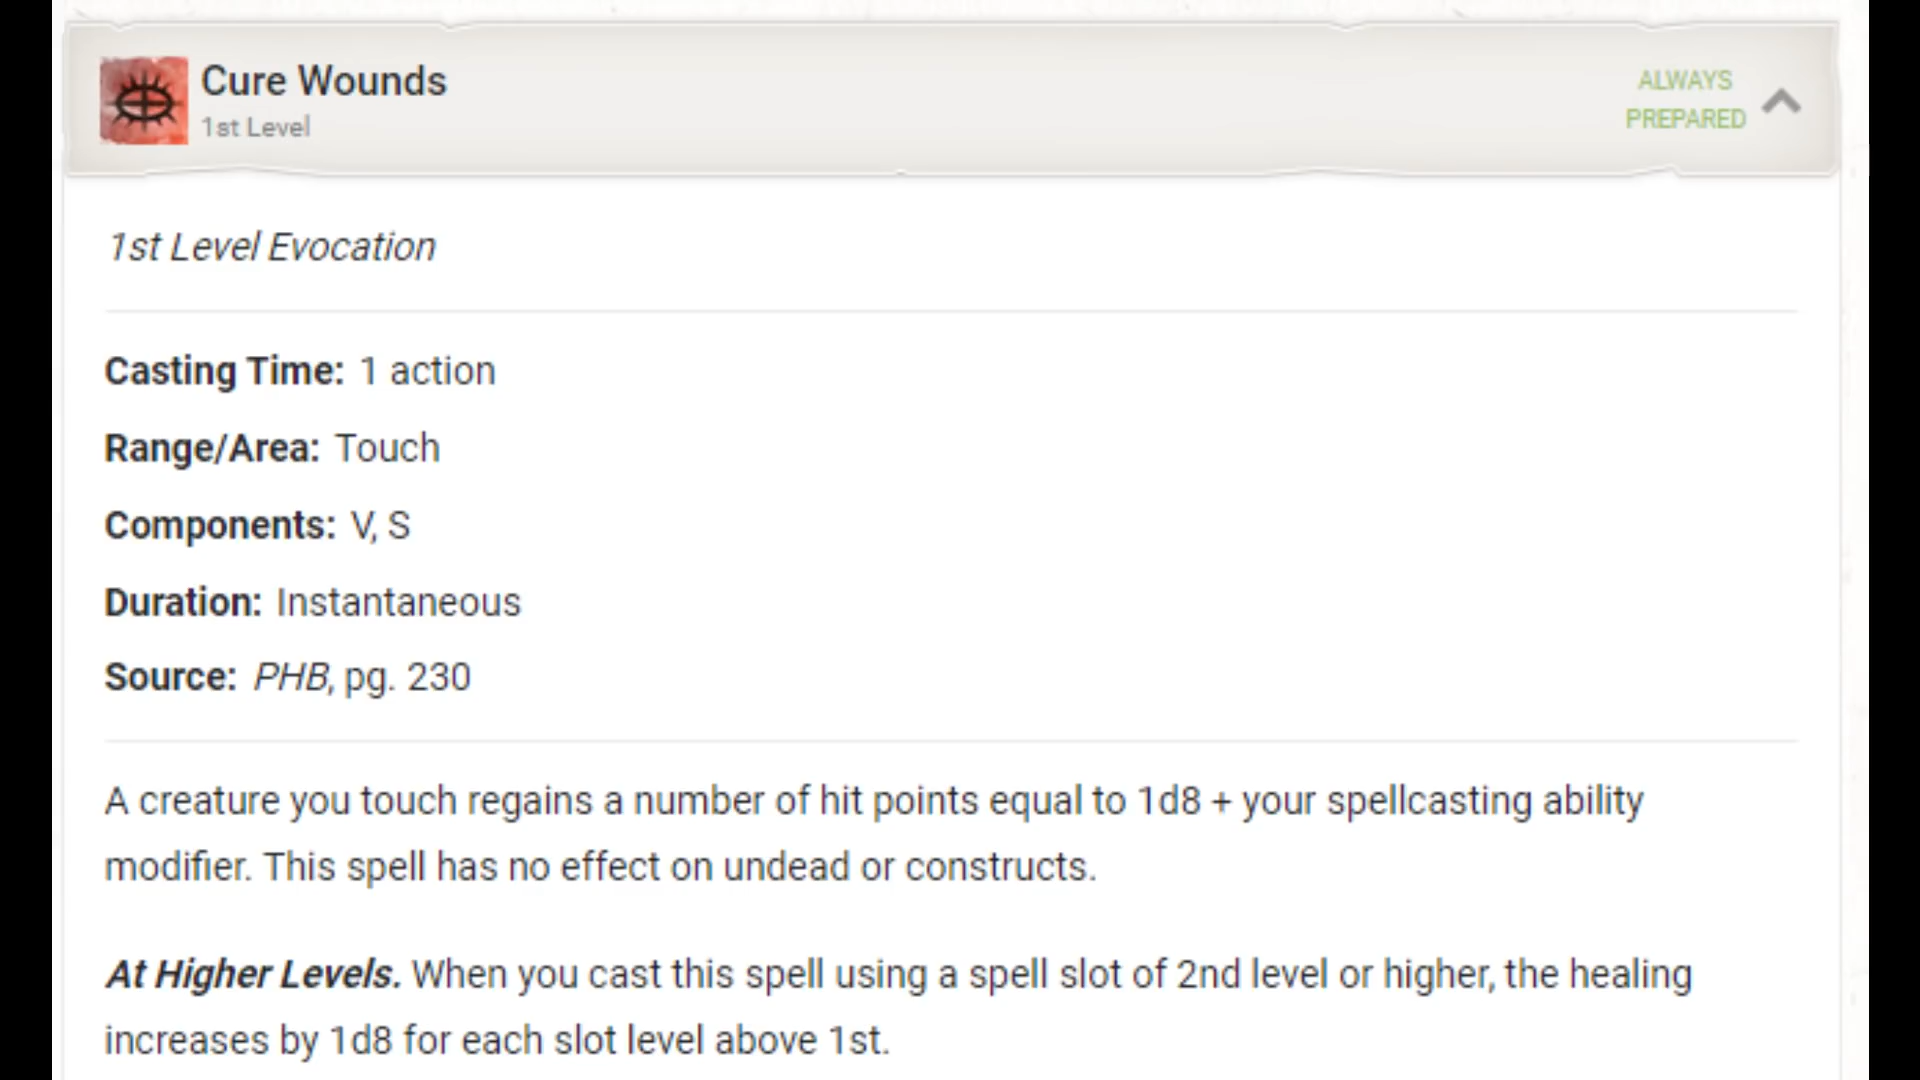 Cure Wounds
1st Level
ALWAYS
PREPARED
1st Level Evocation
Casting Time: 1 action
Range/Area: Touch
Components: V, S
Duration: Instantaneous
Source: PHB, pg. 230
A creature you touch regains a number of hit points equal to 1d8 + your spellcasting ability
modifier. This spell has no effect on undead or constructs.
At Higher Levels. When you cast this spell using a spell slot of 2nd level or higher, the healing
increases by 1d8 for each slot level above 1st.